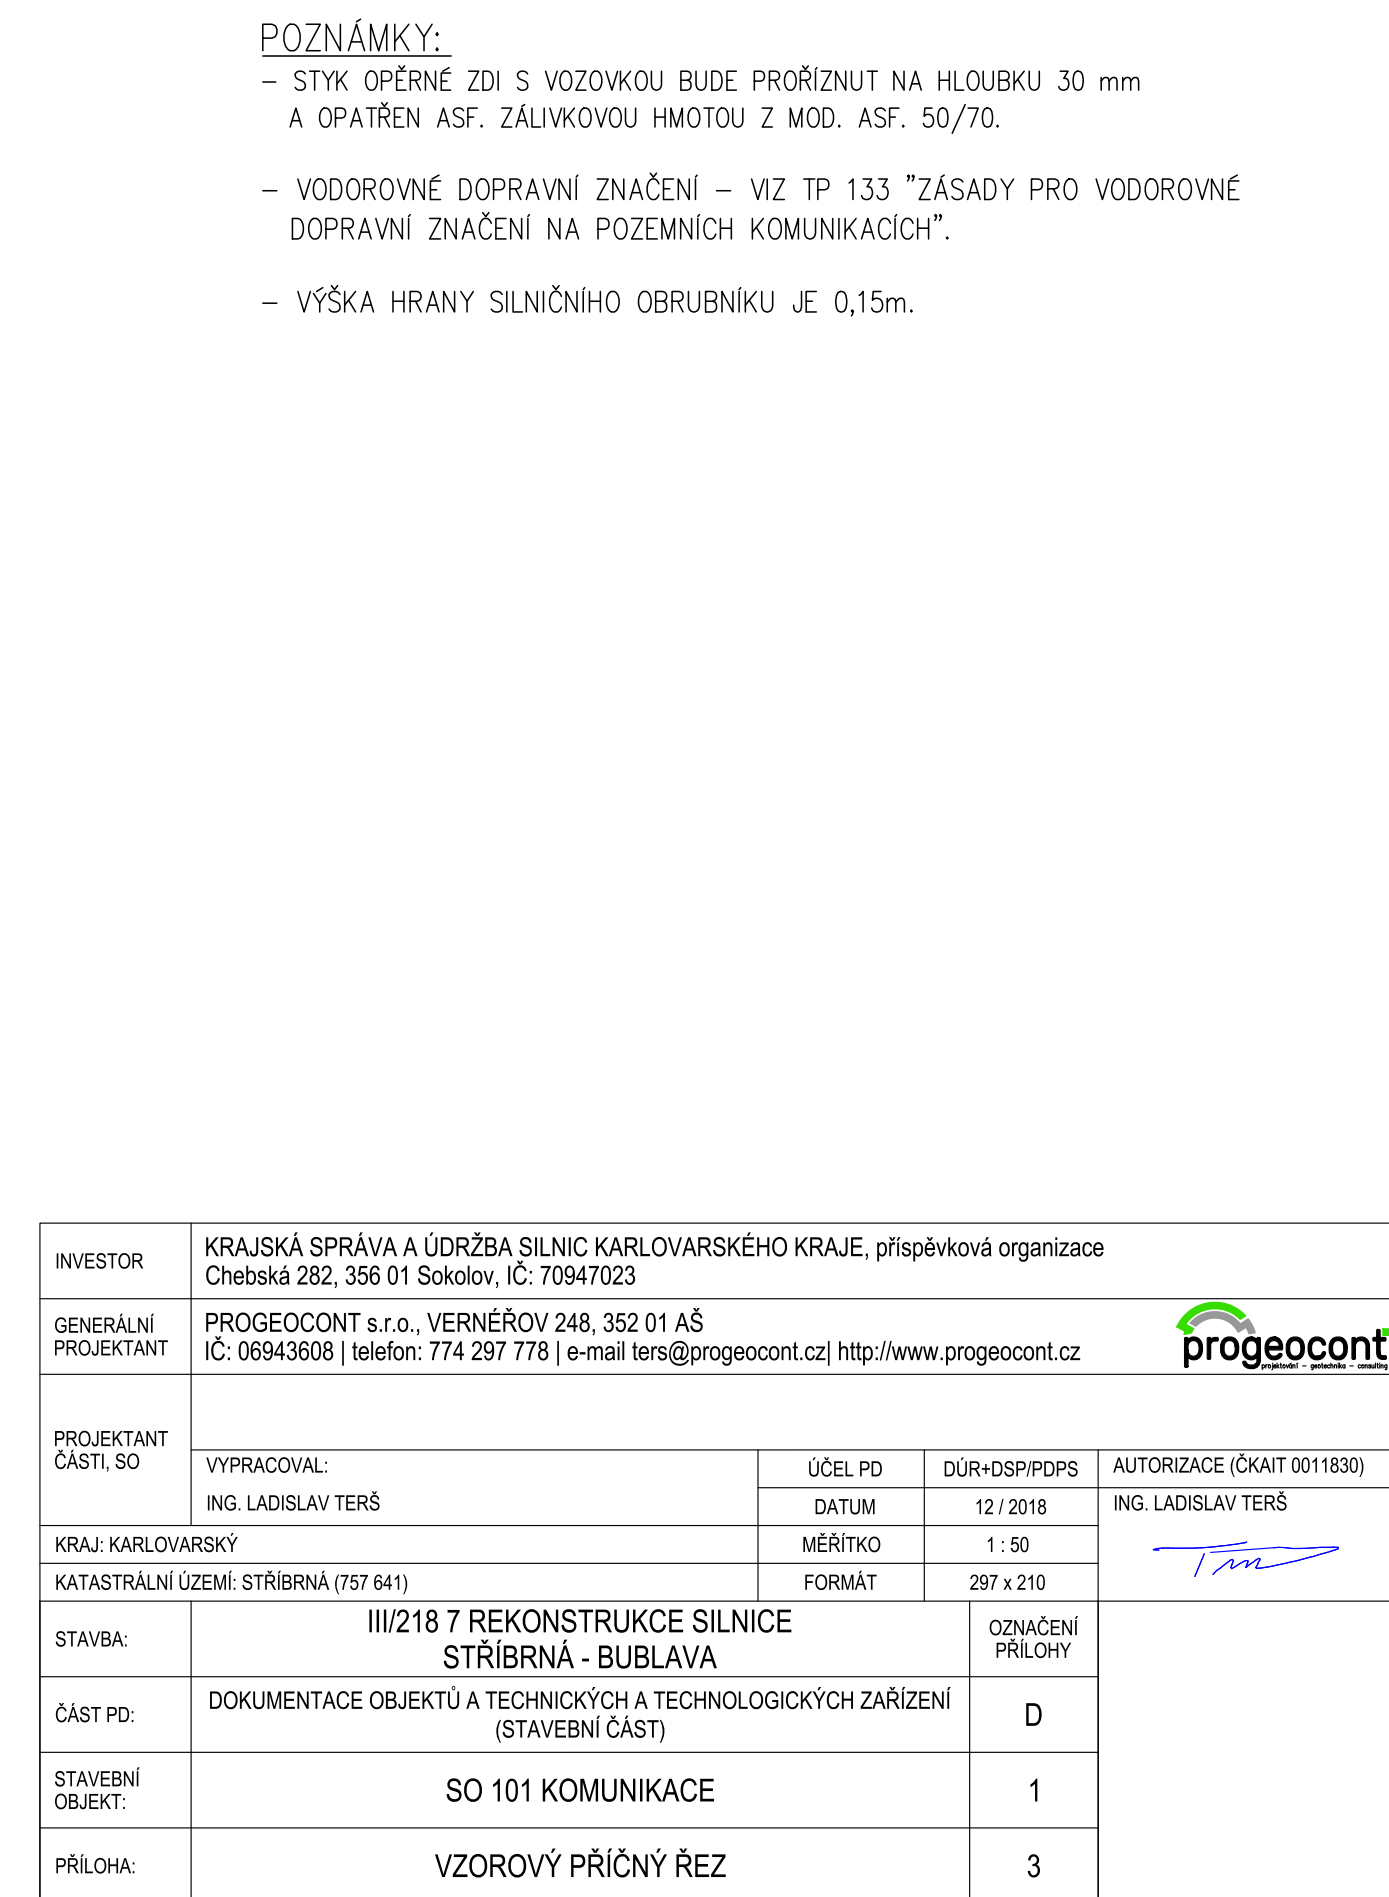 POZNÁMKY:
– STYK OPĚRNÉ ZDI S VOZOVKOU BUDE PROŘÍZNUT NA HLOUBKU 30 mm
A OPATŘEN ASF. ZÁLIVKOVOU HMOTOU Z MOD. ASF. 50/70.
– VODOROVNÉ DOPRAVNÍ ZNAČENÍ – VIZ TP 133 "ZÁSADY PRO VODOROVNÉ
DOPRAVNÍ ZNAČENÍ NA POZEMNÍCH KOMUNIKACÍCH".
– VÝŠKA HRANY SILNIČNÍHO OBRUBNÍKU JE 0,15m.
INVESTOR
KRAJSKÁ SPRÁVA A ÚDRŽBA SILNIC KARLOVARSKÉHO KRAJE, příspěvková organizace
Chebská 282, 356 01 Sokolov, IČ: 70947023
GENERÁLNÍ
PROJEKTANT
PROGEOCONT s.r.o., VERNÉŘOV 248, 352 01 AŠ
IČ: 06943608 | telefon: 774 297 778 | e-mail ters@progeocont.cz| http://www.progeocont.cz
progeocont
projektování – geotechnika – consulting
PROJEKTANT
ČÁSTI, SO
VYPRACOVAL:
ING. LADISLAV TERŠ
ÚČEL PD
DÚR+DSP/PDPS
AUTORIZACE (ČKAIT 0011830)
DATUM
12 / 2018
ING. LADISLAV TERŠ
KRAJ: KARLOVARSKÝ
MĚŘÍTKO
1 : 50
KATASTRÁLNÍ ÚZEMÍ: STŘÍBRNÁ (757 641)
FORMÁT
297 x 210
STAVBA:
III/218 7 REKONSTRUKCE SILNICE
STŘÍBRNÁ - BUBLAVA
OZNAČENÍ
PŘÍLOHY
ČÁST PD:
DOKUMENTACE OBJEKTŮ A TECHNICKÝCH A TECHNOLOGICKÝCH ZAŘÍZENÍ
(STAVEBNÍ ČÁST)
D
STAVEBNÍ
OBJEKT:
SO 101 KOMUNIKACE
1
PŘÍLOHA:
VZOROVÝ PŘÍČNÝ ŘEZ
3